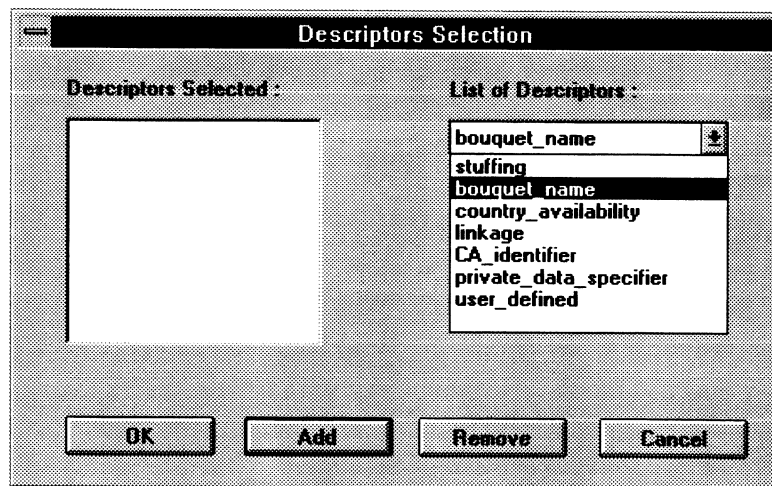 Descriptors Selection
Descriptors Selected :
List of Descriptors :
bouquet_name
stuffing
bouquet_name
country_availability
linkage
CA_identifier
private_data_specifier
user_defined
OK
Add
Remove
Cancel